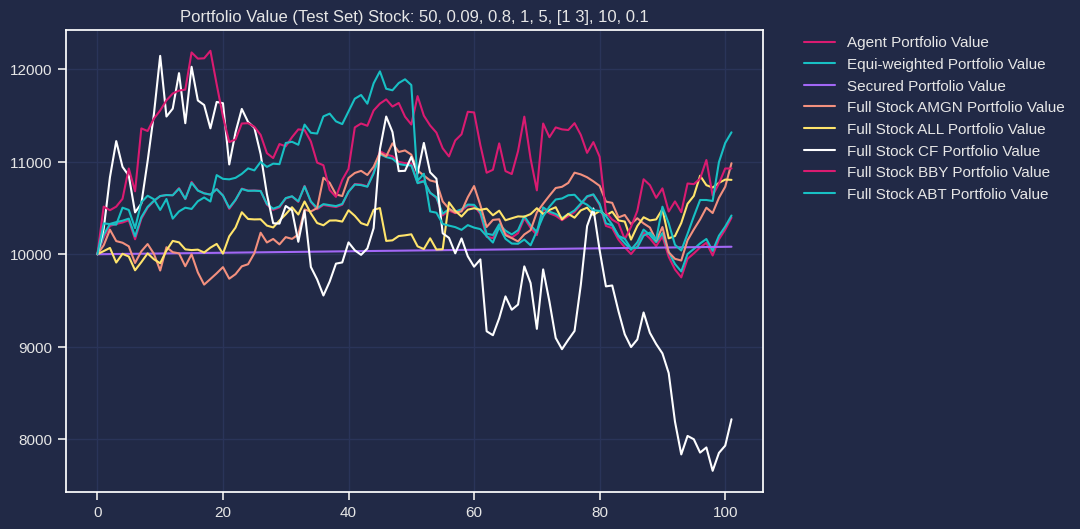 Portfolio Value (Test Set) Stock: 50, 0.09, 0.8, 1, 5, [1 3], 10, 0.1
12000
11000
10000
9000
8000
0 20 40 60 80 100
Agent Portfolio Value
Equi-weighted Portfolio Value
Secured Portfolio Value
Full Stock AMGN Portfolio Value
Full Stock ALL Portfolio Value
Full Stock CF Portfolio Value
Full Stock BBY Portfolio Value
Full Stock ABT Portfolio Value